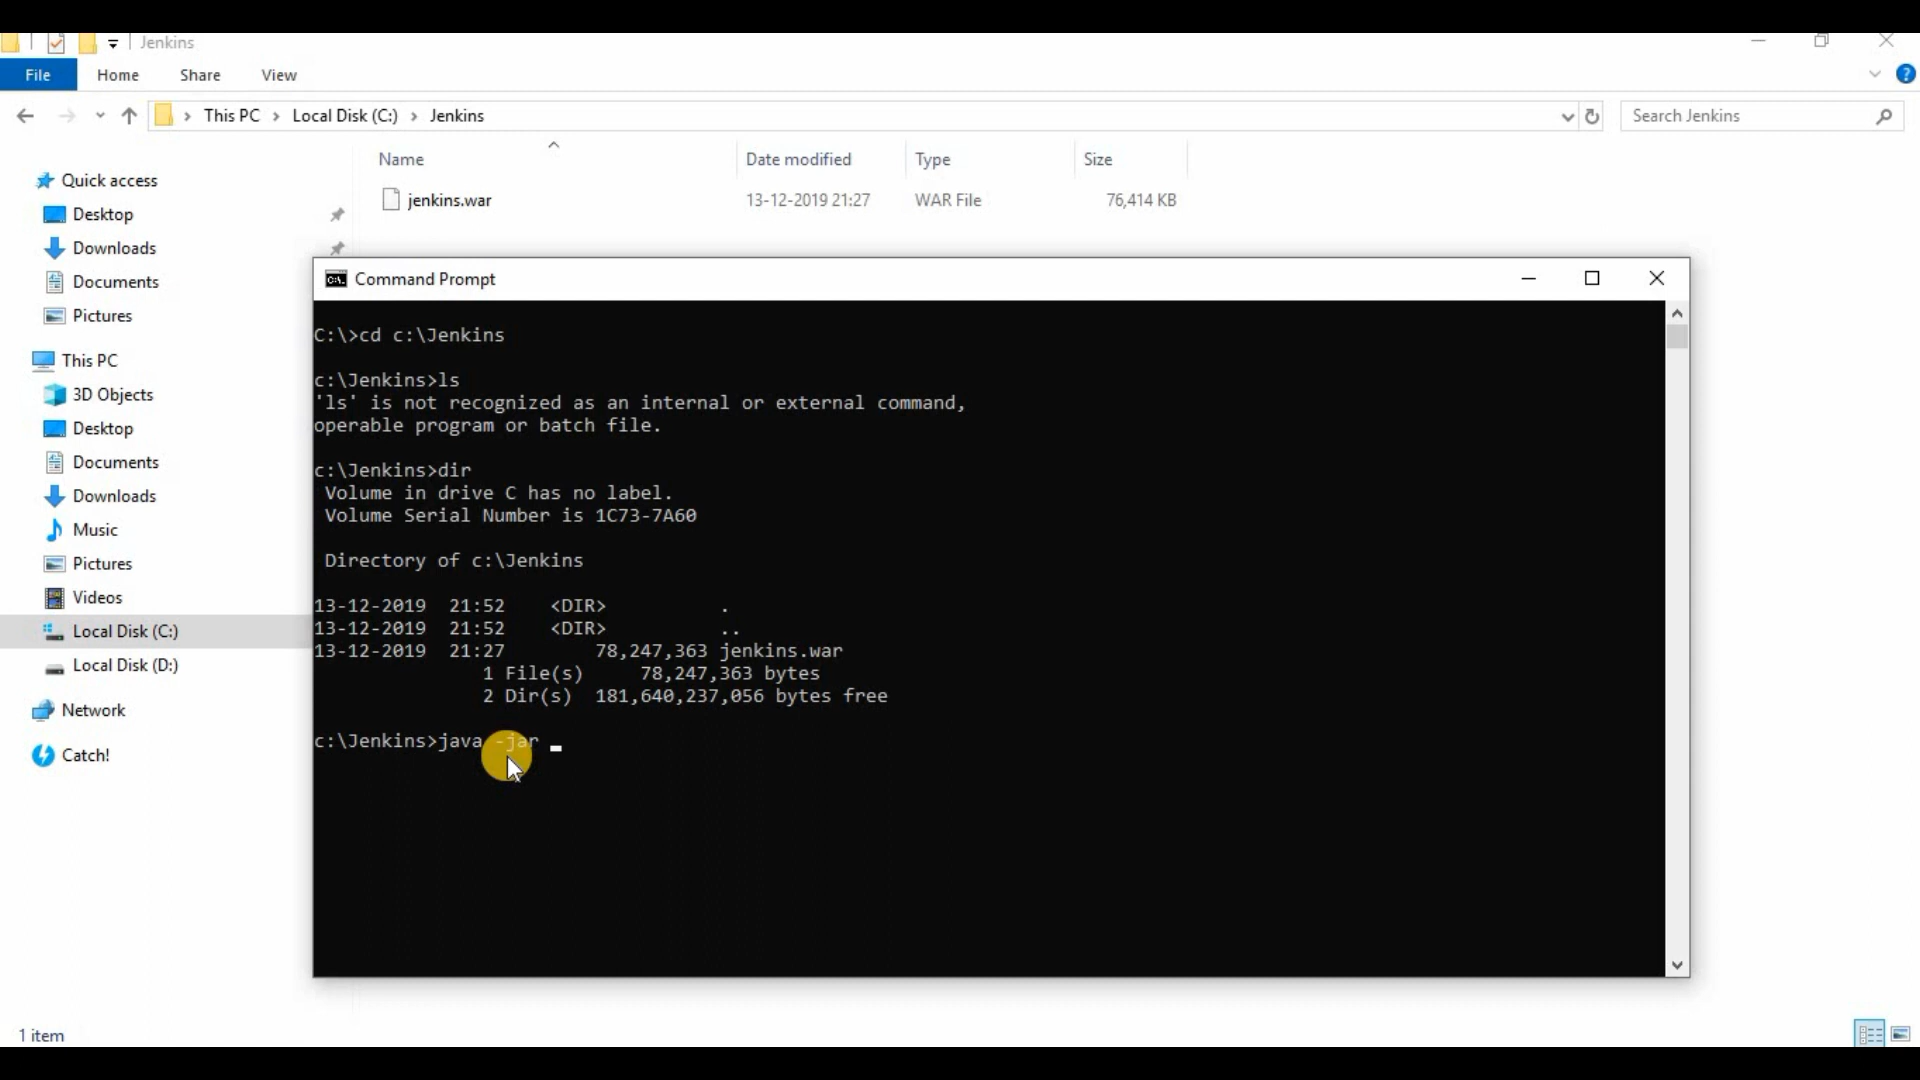 Jenkins
File Home Share View
This PC > Local Disk (C:) > Jenkins
Search Jenkins
Name Date modified Type Size
jenkins.war 13-12-2019 21:27 WAR File 76,414 KB
Quick access
Desktop
Downloads
Documents
Pictures
This PC
3D Objects
Desktop
Documents
Downloads
Music
Pictures
Videos
Local Disk (C:)
Local Disk (D:)
Network
Catch!
Command Prompt
C:\>cd c:\Jenkins
c:\Jenkins>ls
'ls' is not recognized as an internal or external command,
operable program or batch file.
c:\Jenkins>dir
Volume in drive C has no label.
Volume Serial Number is 1C73-7A60
Directory of c:\Jenkins
13-12-2019 21:52 <DIR> .
13-12-2019 21:52 <DIR> ..
13-12-2019 21:27 78,247,363 jenkins.war
1 File(s) 78,247,363 bytes
2 Dir(s) 181,640,237,056 bytes free
c:\Jenkins>java -jar _
1 item